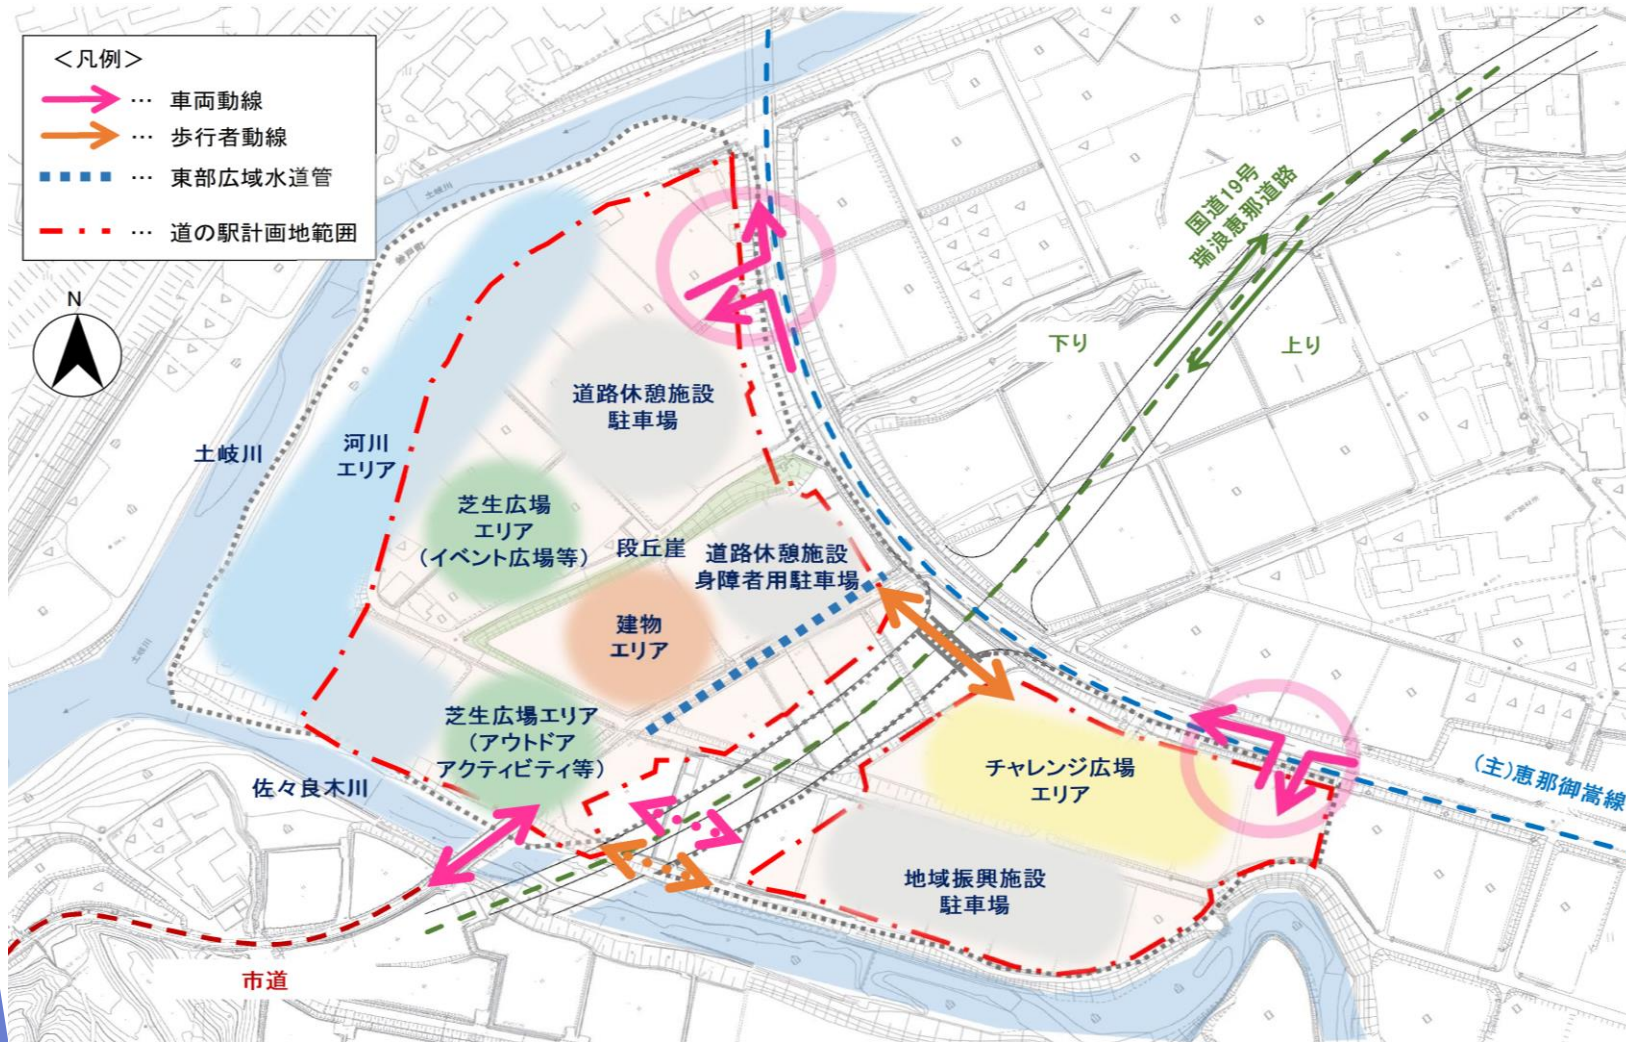 ＜凡例＞
… 車両動線
… 歩行者動線
… 東部広域水道管
… 道の駅計画地範囲
N
国道19号
瑞浪恵那道路
下り
上り
土岐川
道路休憩施設
駐車場
土岐川
河川
エリア
芝生広場
エリア
（イベント広場等）
段丘崖
道路休憩施設
身障者用駐車場
建物
エリア
土岐川
芝生広場エリア
（アウトドア
アクティビティ等）
佐々良木川
チャレンジ広場
エリア
(主)恵那御嵩線
地域振興施設
駐車場
市道